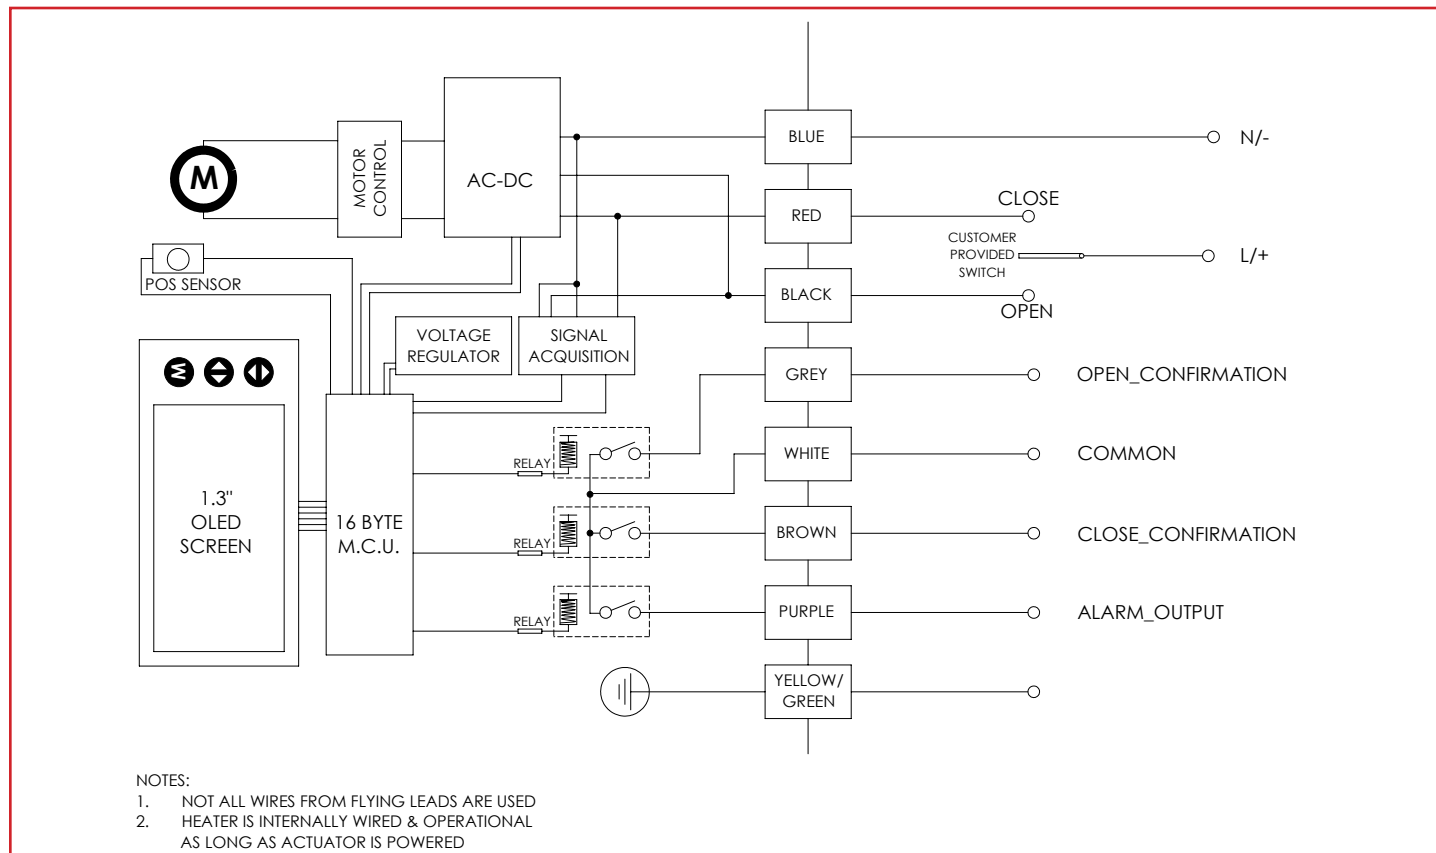 BLUE
N/-
MOTOR
CONTROL
AC-DC
M
RED
CLOSE
CUSTOMER
PROVIDED
SWITCH
L/+
POS SENSOR
BLACK
OPEN
VOLTAGE
REGULATOR
SIGNAL
ACQUISITION
M
GREY
OPEN_CONFIRMATION
RELAY
WHITE
COMMON
1.3"
OLED
SCREEN
16 BYTE
M.C.U.
RELAY
BROWN
CLOSE_CONFIRMATION
RELAY
PURPLE
ALARM_OUTPUT
YELLOW/
GREEN
NOTES:
1. NOT ALL WIRES FROM FLYING LEADS ARE USED
2. HEATER IS INTERNALLY WIRED & OPERATIONAL
AS LONG AS ACTUATOR IS POWERED